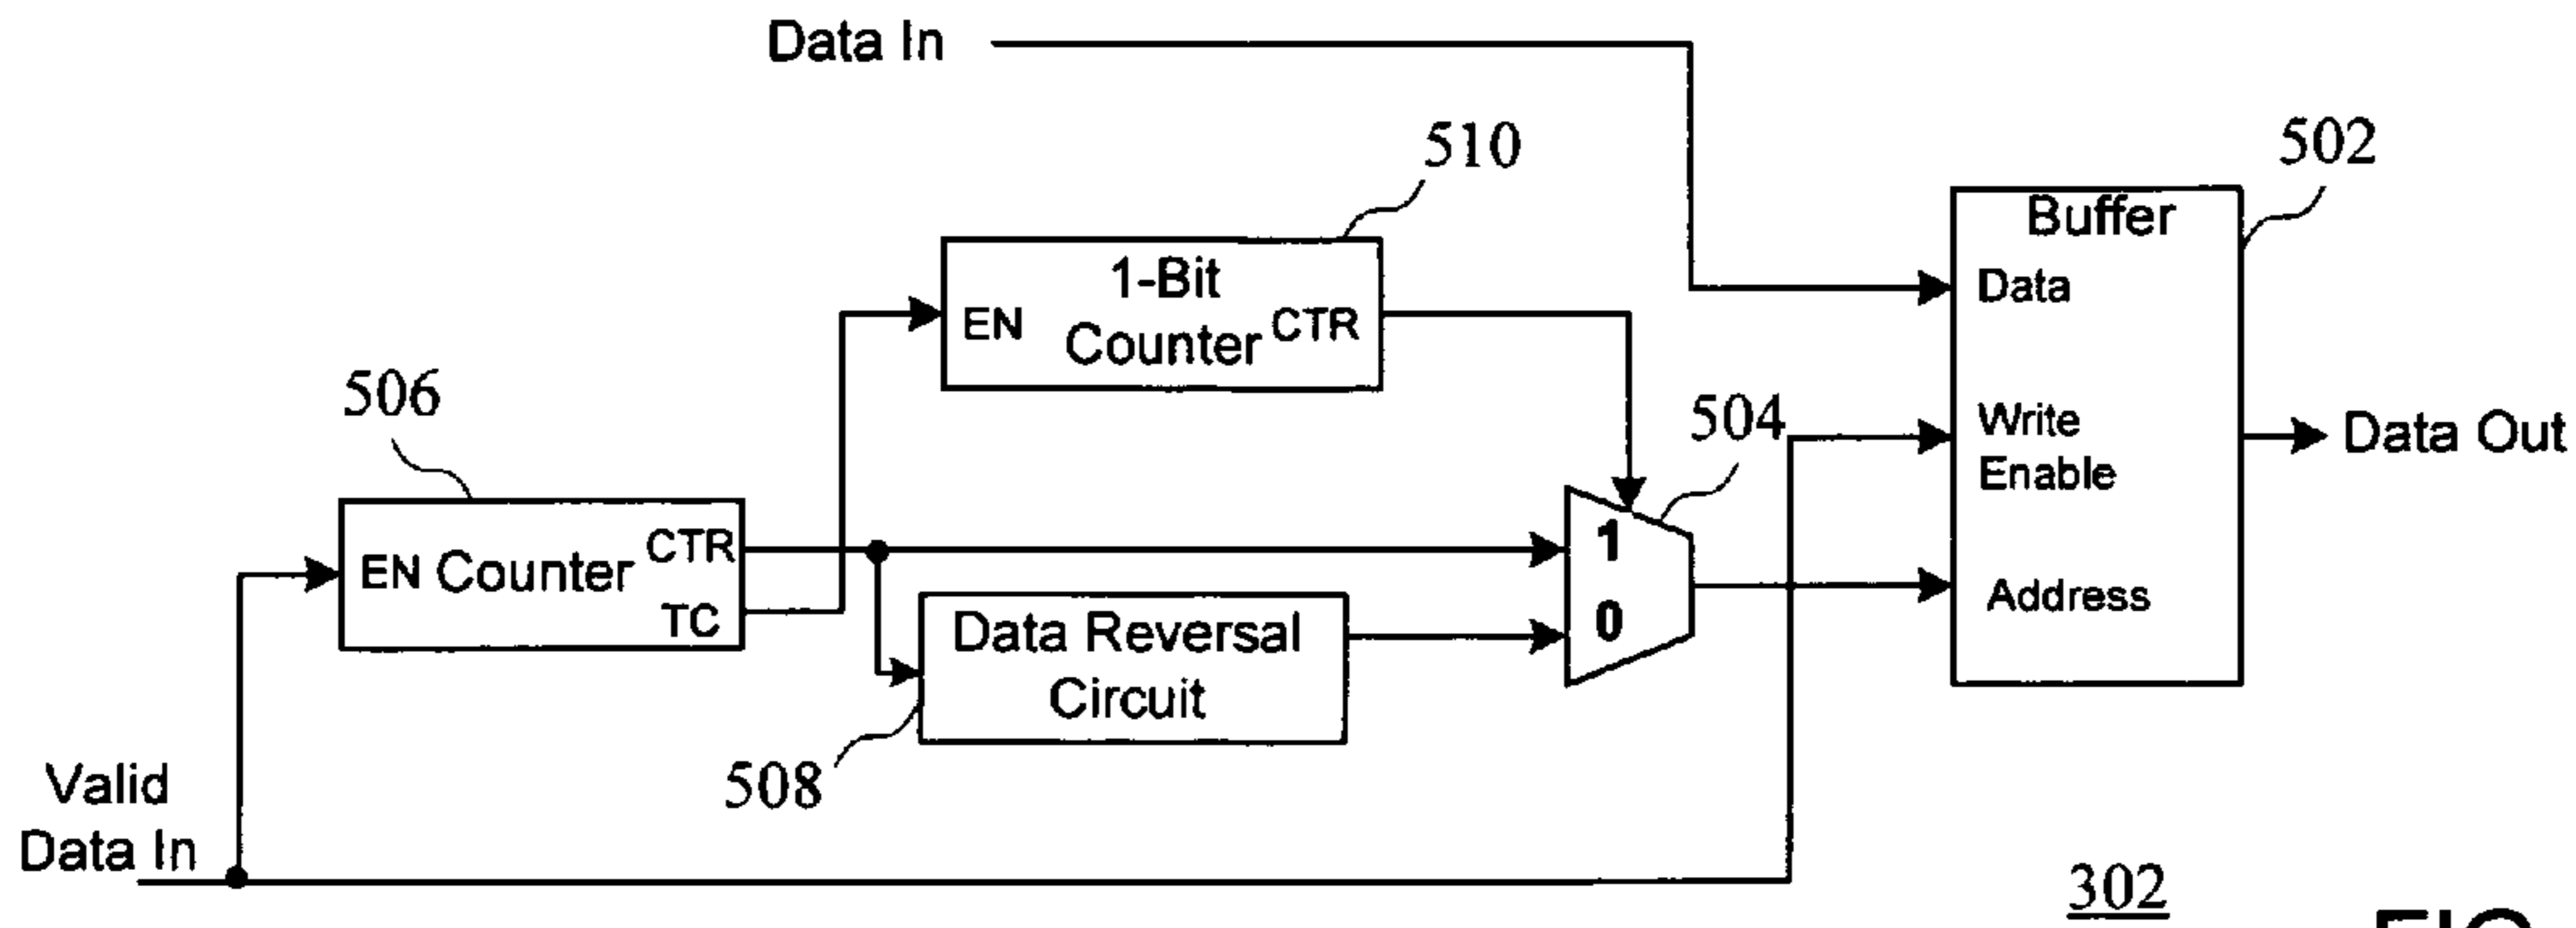 Data In
510
502
Buffer
1-Bit
Counter
EN
CTR
Data
506
504
Write
Enable
Data Out
EN Counter
CTR
TC
1
0
Data Reversal
Circuit
Address
508
Valid
Data In
302